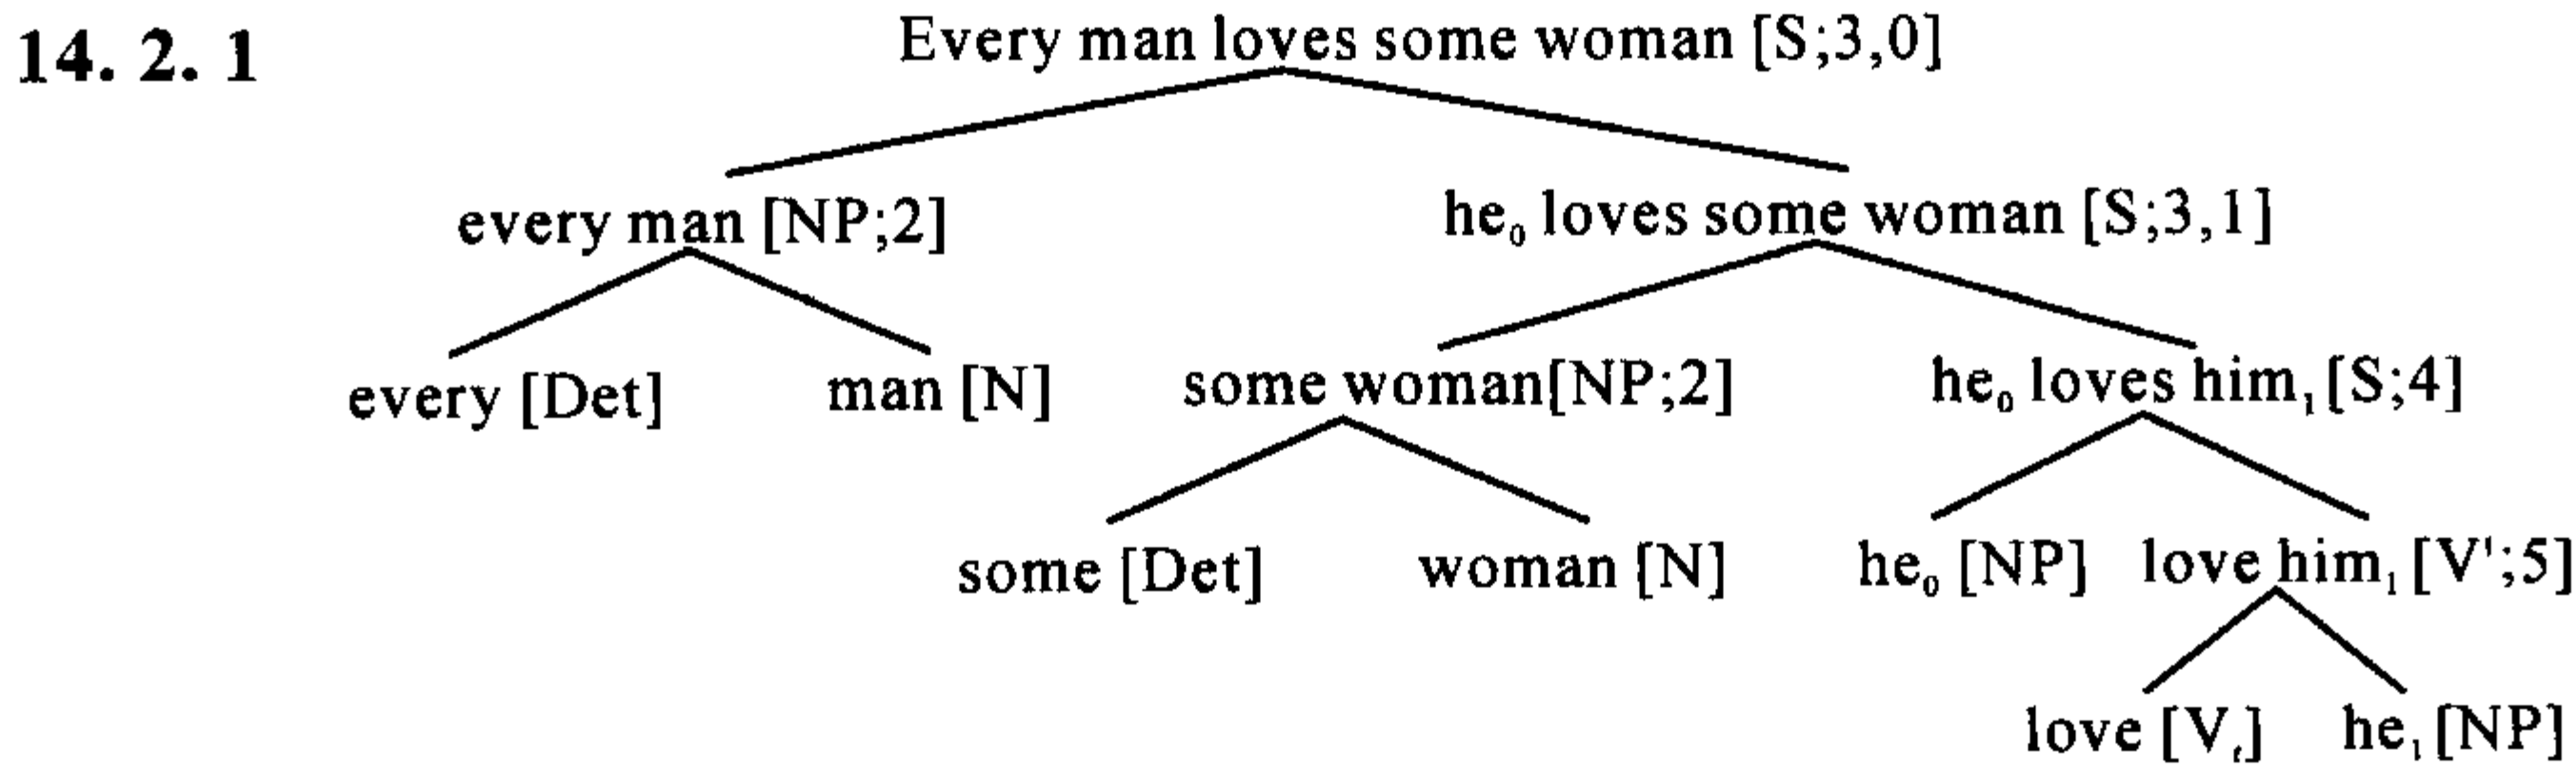 14. 2. 1 Every man loves some woman [S;3,0]
every man [NP;2] he₀ loves some woman [S;3,1]
every [Det] man [N] some woman[NP;2] he₀ loves him₁ [S;4]
some [Det] woman [N] he₀ [NP] love him₁ [V';5]
love [Vₜ] he₁ [NP]